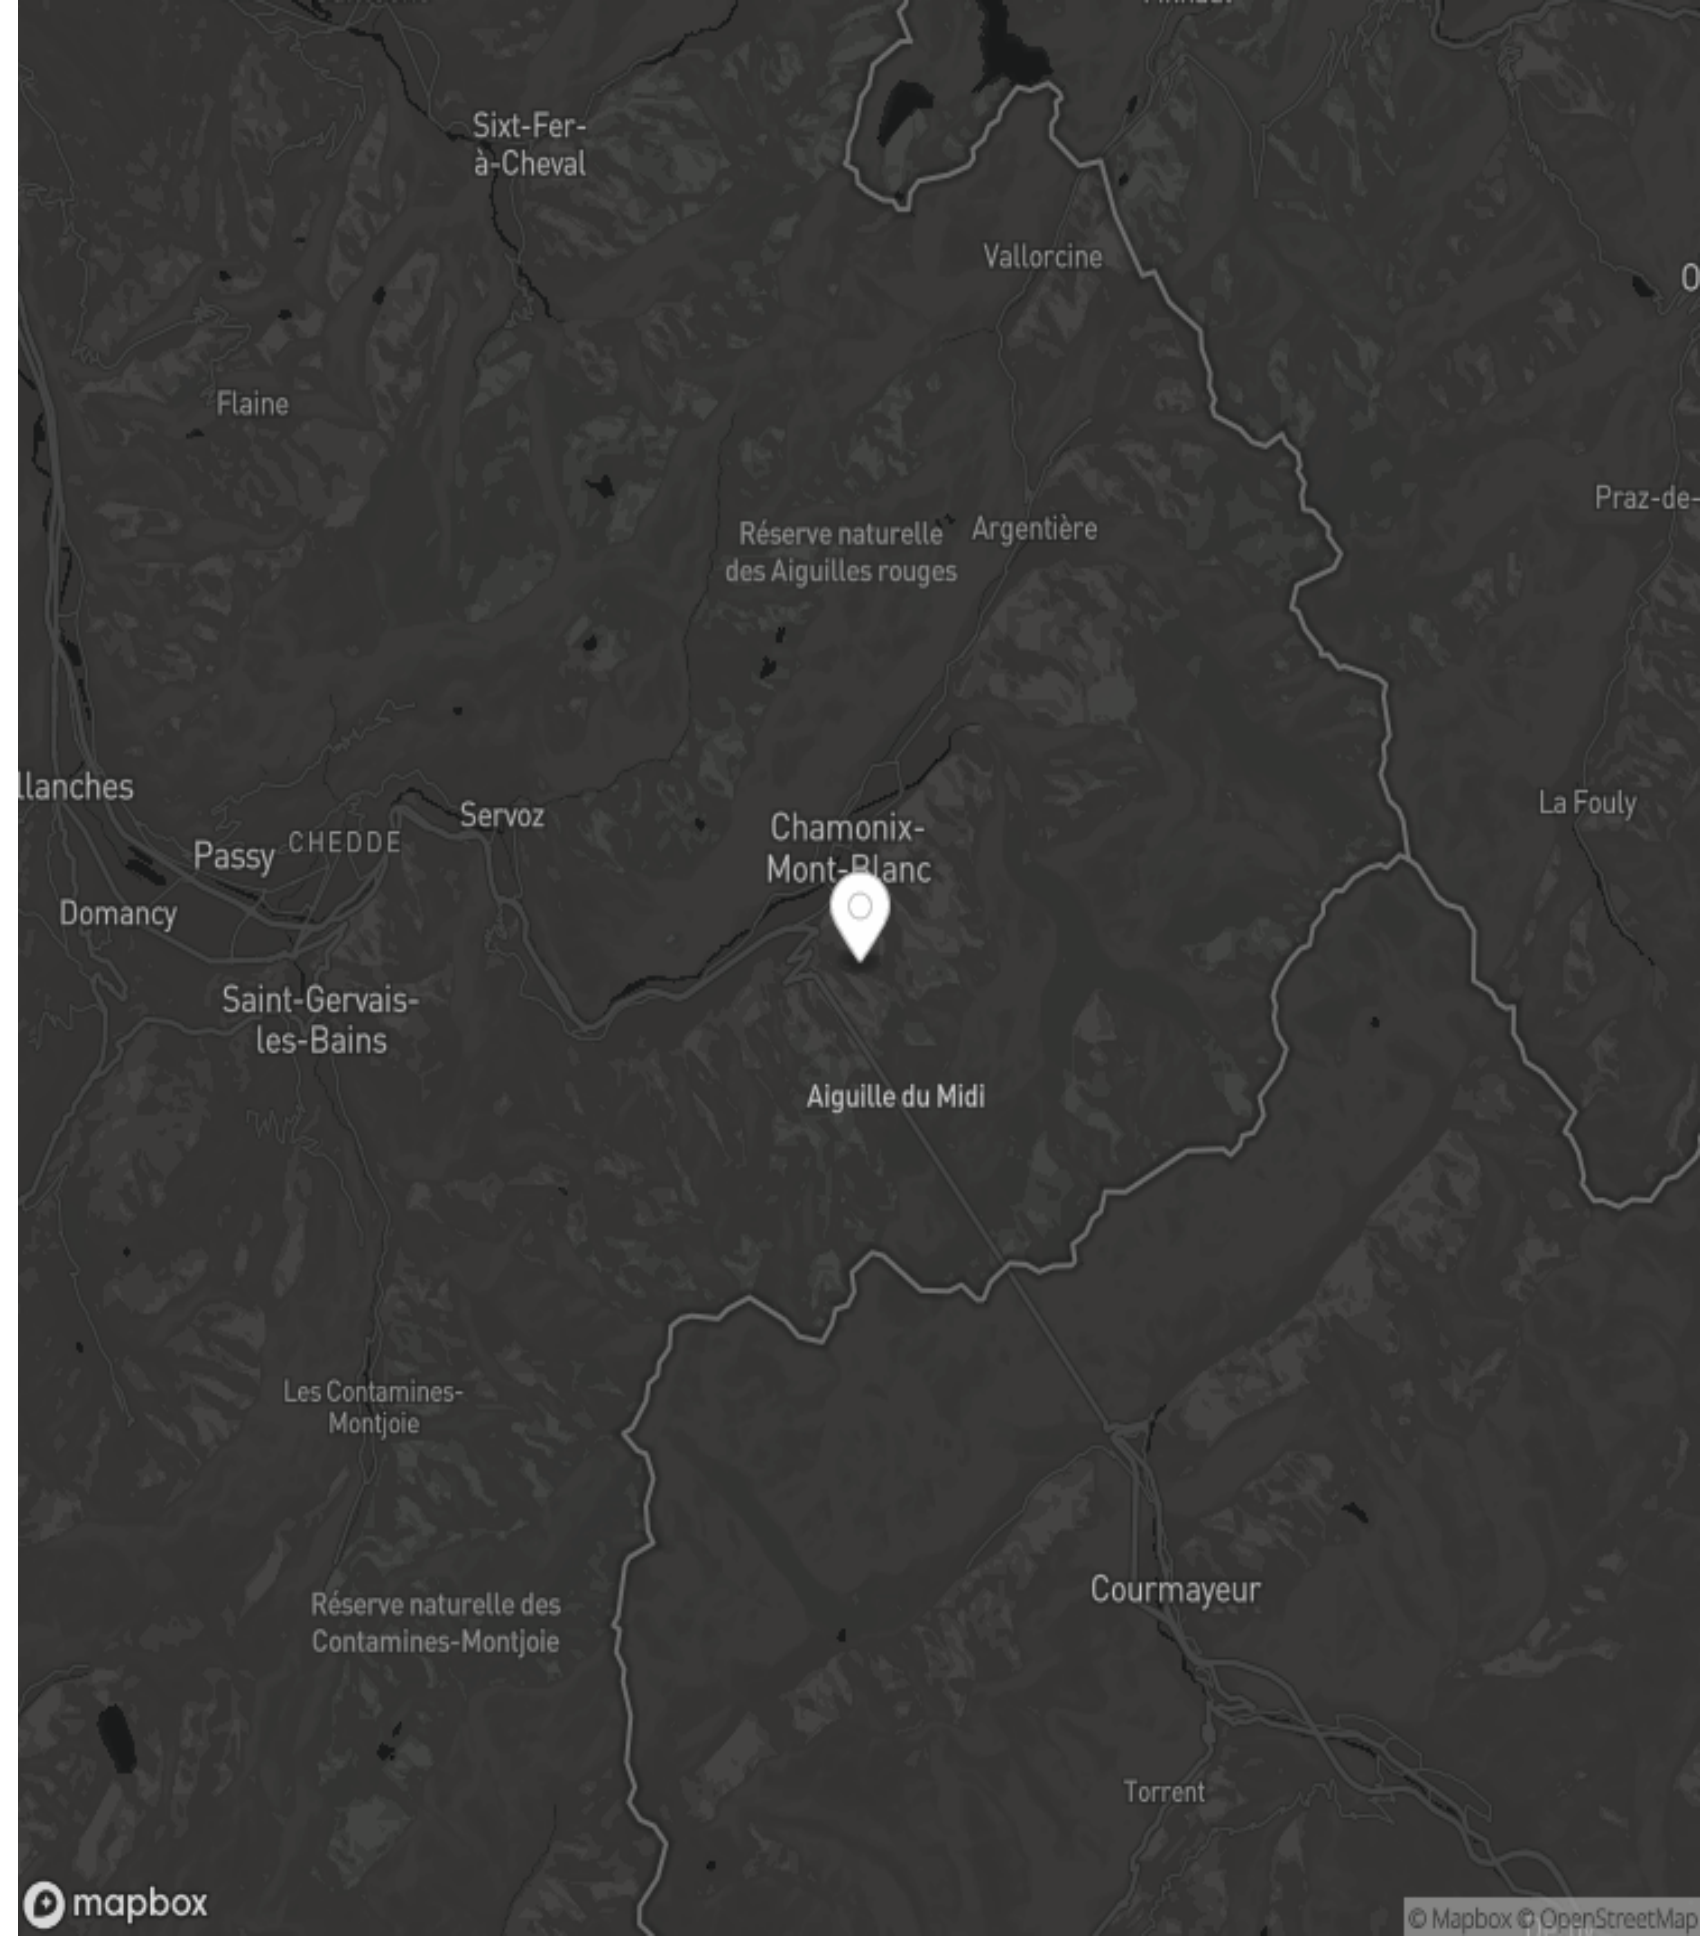 Sixt-Fer-
à-Cheval
Vallorcine
Flaine
Praz-de-
Réserve naturelle
des Aiguilles rouges
Argentière
llanches
Servoz
La Fouly
Chamonix-
Mont-Blanc
Passy
CHEDDE
Domancy
Saint-Gervais-
les-Bains
Aiguille du Midi
Les Contamines-
Montjoie
Courmayeur
Réserve naturelle des
Contamines-Montjoie
Torrent
mapbox
© Mapbox © OpenStreetMap